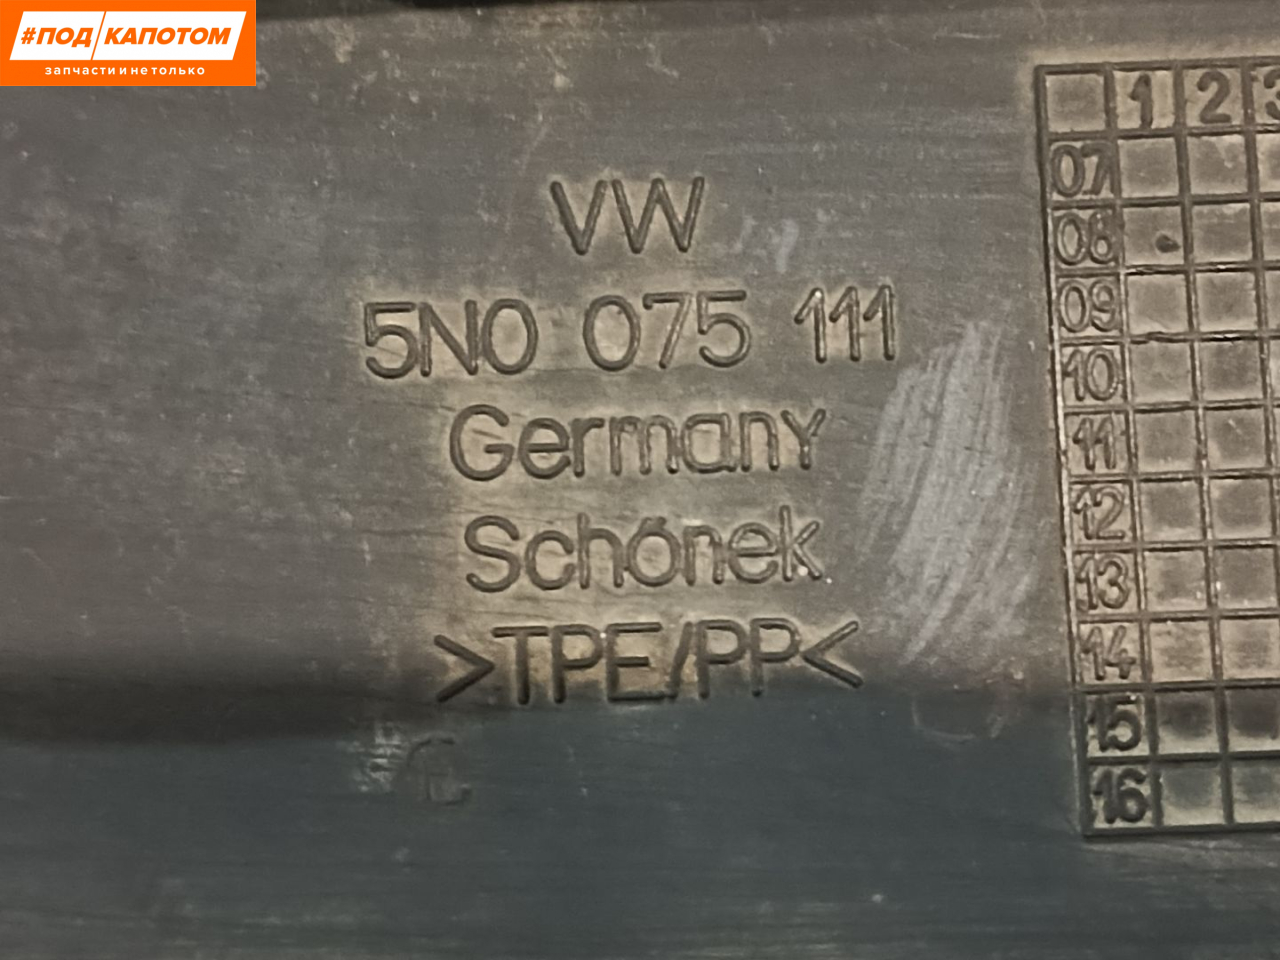 #ПОД КАПОТОМ
запчасти и не только
VW
5N0 075 111
Germany
Schönek
>TPE/PP<
1 2 3
07
08
09
10
11
12
13
14
15
16